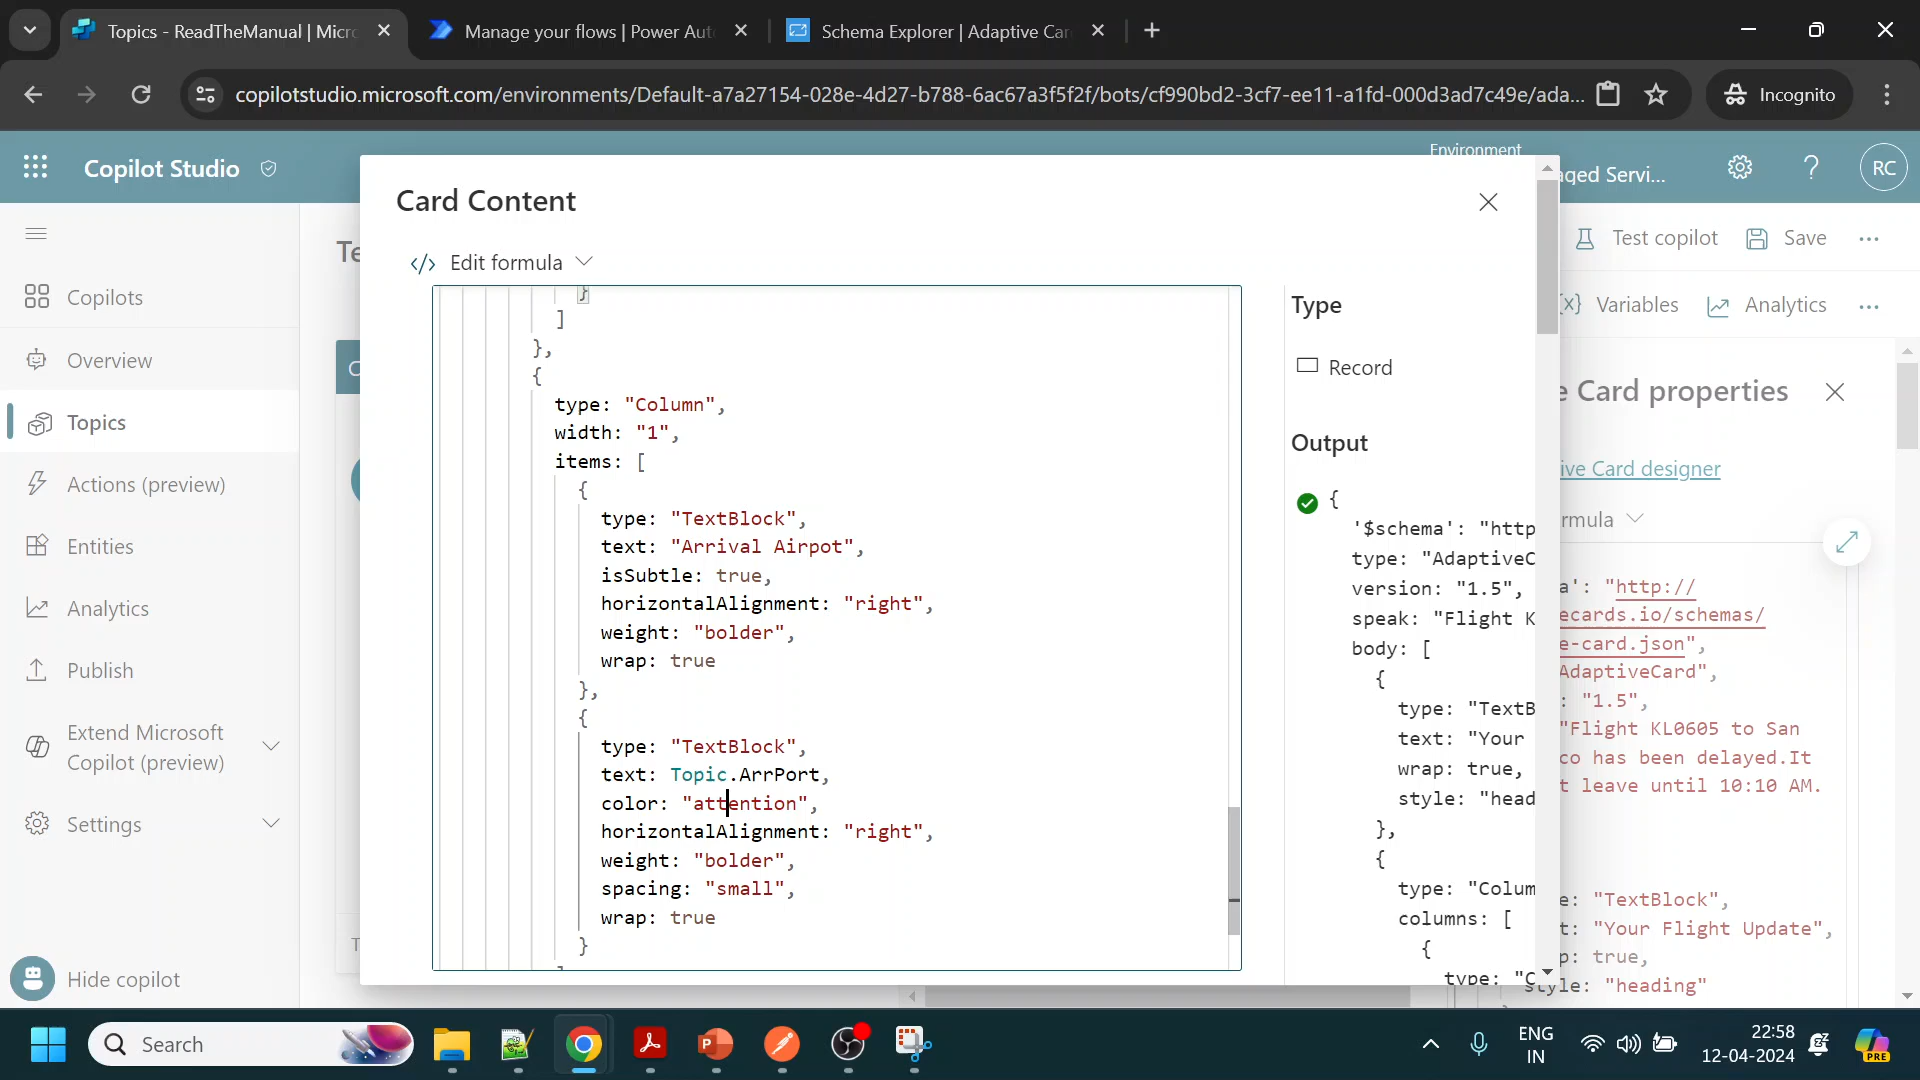 Topics - ReadTheManual | Micr
Manage your flows | Power Aut
Schema Explorer | Adaptive Car
copilotstudio.microsoft.com/environments/Default-a7a27154-028e-4d27-b788-6ac67a3f5f2f/bots/cf990bd2-3cf7-ee11-a1fd-000d3ad7c49e/ada...
Incognito
Copilot Studio
Environment
aged Servi...
RC
Test copilot
Save
Variables
Analytics
Copilots
Overview
Topics
Actions (preview)
Entities
Analytics
Publish
Extend Microsoft
Copilot (preview)
Settings
Hide copilot
Te
C
T
Card Content
Edit formula
}
]
},
{
type: "Column",
width: "1",
items: [
{
type: "TextBlock",
text: "Arrival Airpot",
isSubtle: true,
horizontalAlignment: "right",
weight: "bolder",
wrap: true
},
{
type: "TextBlock",
text: Topic.ArrPort,
color: "attention",
horizontalAlignment: "right",
weight: "bolder",
spacing: "small",
wrap: true
}
Type
Record
Output
{
'$schema': "http
type: "AdaptiveC
version: "1.5",
speak: "Flight K
body: [
{
type: "TextB
text: "Your
wrap: true,
style: "head
},
{
type: "Colum
columns: [
{
type: "C
e Card properties
ive Card designer
rmula
a': "http://
ecards.io/schemas/
e-card.json",
AdaptiveCard",
: "1.5",
"Flight KL0605 to San
co has been delayed.It
t leave until 10:10 AM.
e: "TextBlock",
t: "Your Flight Update",
p: true,
style: "heading"
Search
ENG
IN
22:58
12-04-2024
PRE